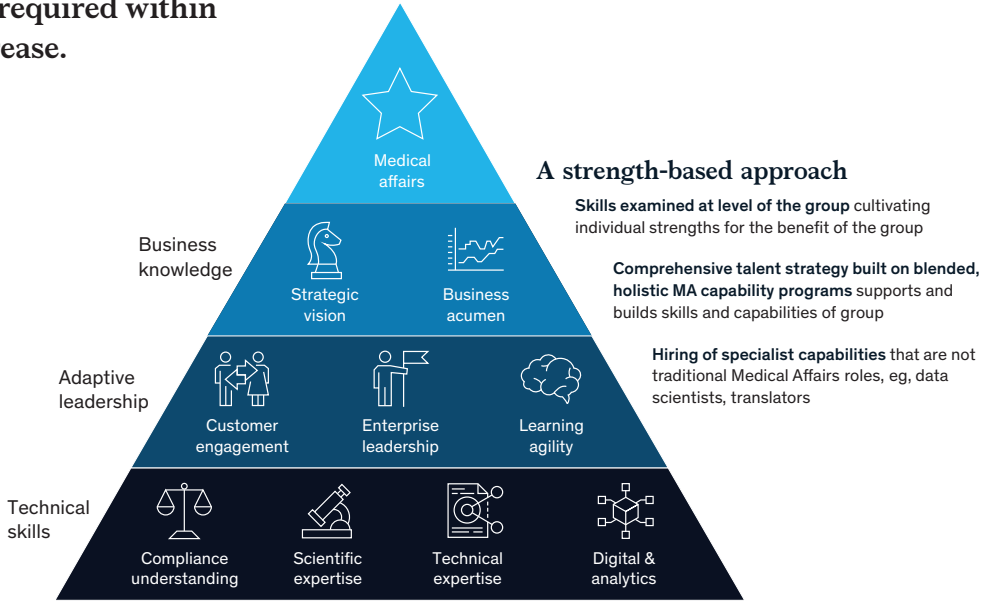 required within
ease.
Medical
affairs
A strength-based approach
Skills examined at level of the group cultivating
individual strengths for the benefit of the group
Business
knowledge
Strategic
vision
Business
acumen
Comprehensive talent strategy built on blended,
holistic MA capability programs supports and
builds skills and capabilities of group
Adaptive
leadership
Customer
engagement
Enterprise
leadership
Learning
agility
Hiring of specialist capabilities that are not
traditional Medical Affairs roles, eg, data
scientists, translators
Technical
skills
Compliance
understanding
Scientific
expertise
Technical
expertise
Digital &
analytics